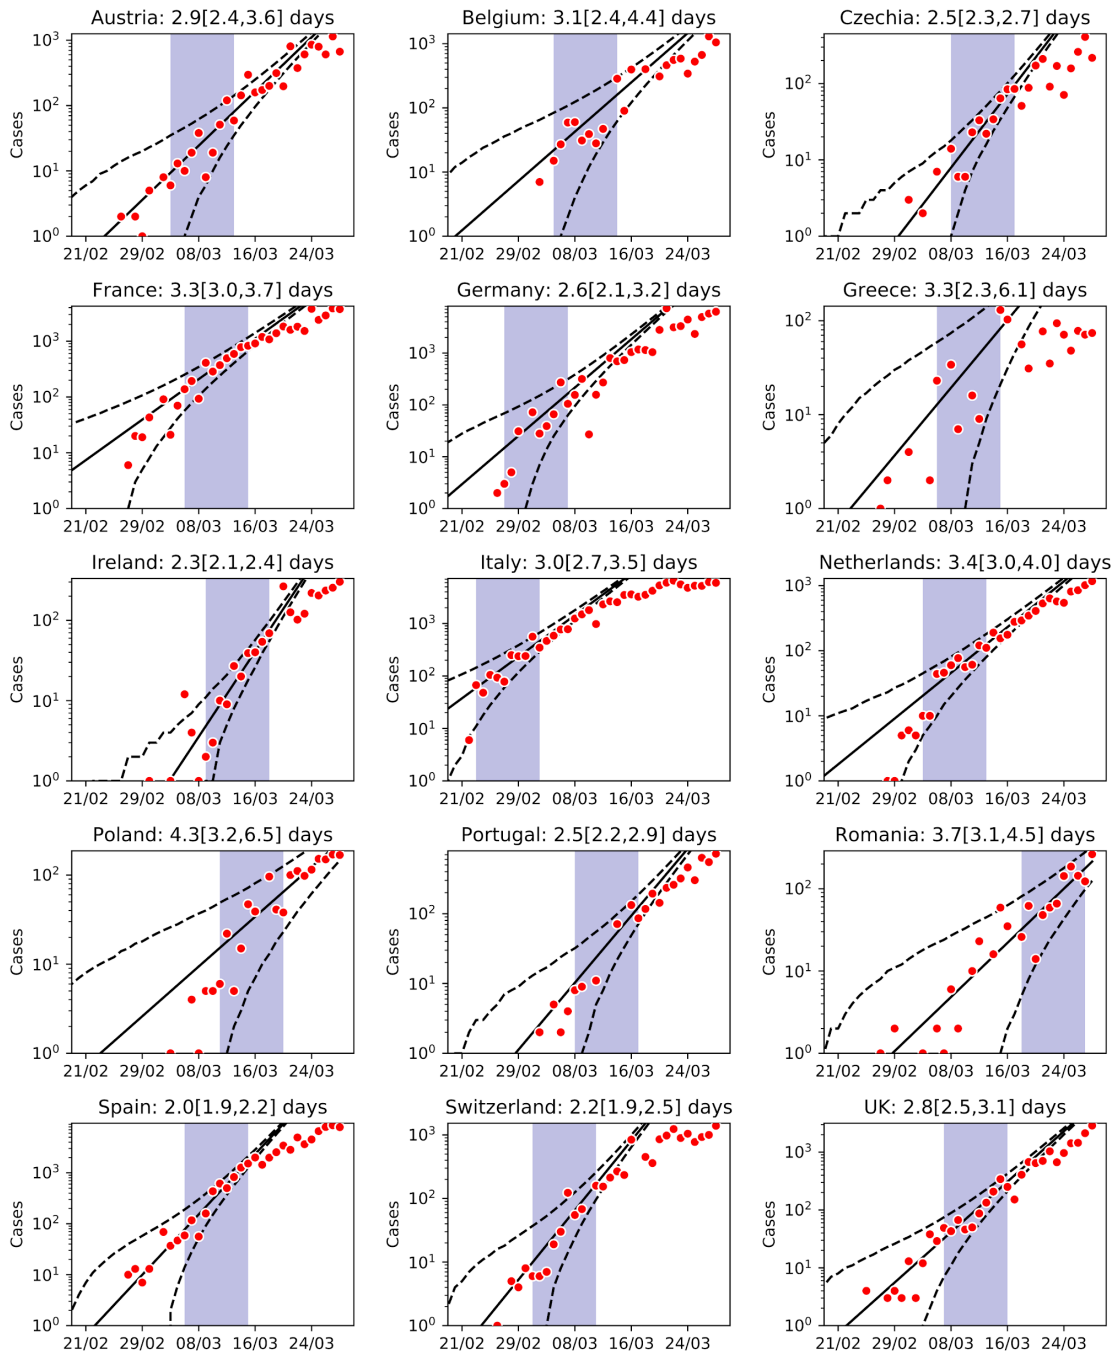 Austria: 2.9[2.4,3.6] days
Belgium: 3.1[2.4,4.4] days
Czechia: 2.5[2.3,2.7] days
10³
10²
10¹
10⁰
Cases
21/02 29/02 08/03 16/03 24/03
10³
10²
10¹
10⁰
Cases
21/02 29/02 08/03 16/03 24/03
10²
10¹
10⁰
Cases
21/02 29/02 08/03 16/03 24/03
France: 3.3[3.0,3.7] days
Germany: 2.6[2.1,3.2] days
Greece: 3.3[2.3,6.1] days
10³
10²
10¹
10⁰
Cases
21/02 29/02 08/03 16/03 24/03
10³
10²
10¹
10⁰
Cases
21/02 29/02 08/03 16/03 24/03
10²
10¹
10⁰
Cases
21/02 29/02 08/03 16/03 24/03
Ireland: 2.3[2.1,2.4] days
Italy: 3.0[2.7,3.5] days
Netherlands: 3.4[3.0,4.0] days
10²
10¹
10⁰
Cases
21/02 29/02 08/03 16/03 24/03
10³
10²
10¹
10⁰
Cases
21/02 29/02 08/03 16/03 24/03
10³
10²
10¹
10⁰
Cases
21/02 29/02 08/03 16/03 24/03
Poland: 4.3[3.2,6.5] days
Portugal: 2.5[2.2,2.9] days
Romania: 3.7[3.1,4.5] days
10²
10¹
10⁰
Cases
21/02 29/02 08/03 16/03 24/03
10²
10¹
10⁰
Cases
21/02 29/02 08/03 16/03 24/03
10²
10¹
10⁰
Cases
21/02 29/02 08/03 16/03 24/03
Spain: 2.0[1.9,2.2] days
Switzerland: 2.2[1.9,2.5] days
UK: 2.8[2.5,3.1] days
10³
10²
10¹
10⁰
Cases
21/02 29/02 08/03 16/03 24/03
10³
10²
10¹
10⁰
Cases
21/02 29/02 08/03 16/03 24/03
10³
10²
10¹
10⁰
Cases
21/02 29/02 08/03 16/03 24/03